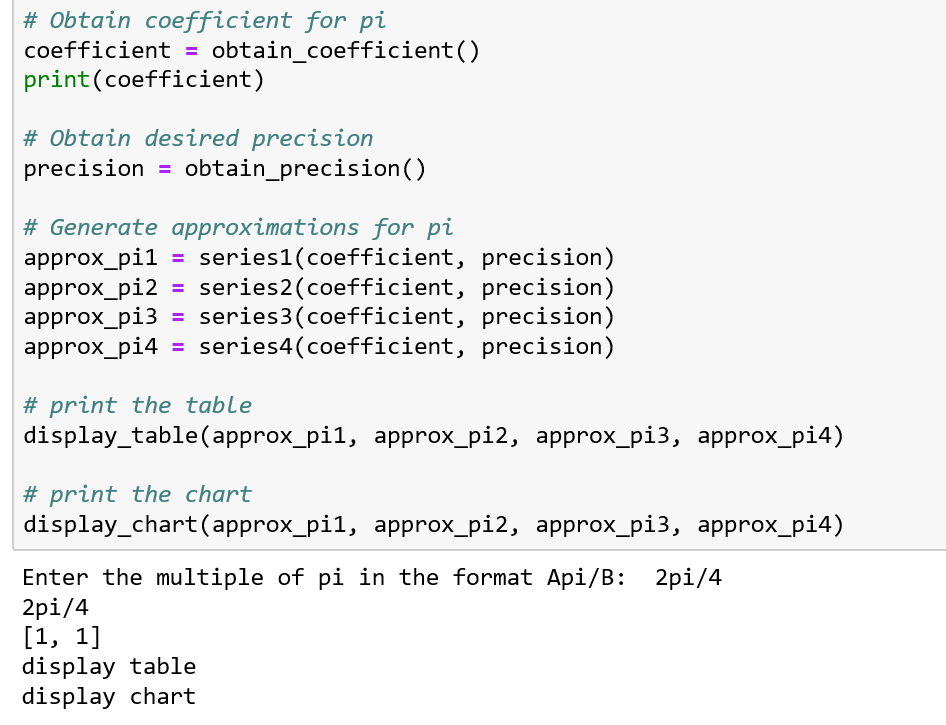 # Obtain coefficient for pi
coefficient = obtain_coefficient()
print(coefficient)
# Obtain desired precision
precision = obtain_precision()
# Generate approximations for pi
approx_pi1 = series1(coefficient, precision)
approx_pi2 = series2(coefficient, precision)
approx_pi3 = series3(coefficient, precision)
approx_pi4 = series4(coefficient, precision)
# print the table
display_table(approx_pi1, approx_pi2, approx_pi3, approx_pi4)
# print the chart
display_chart(approx_pi1, approx_pi2, approx_pi3, approx_pi4)
Enter the multiple of pi in the format Api/B:  2pi/4
2pi/4
[1, 1]
display table
display chart